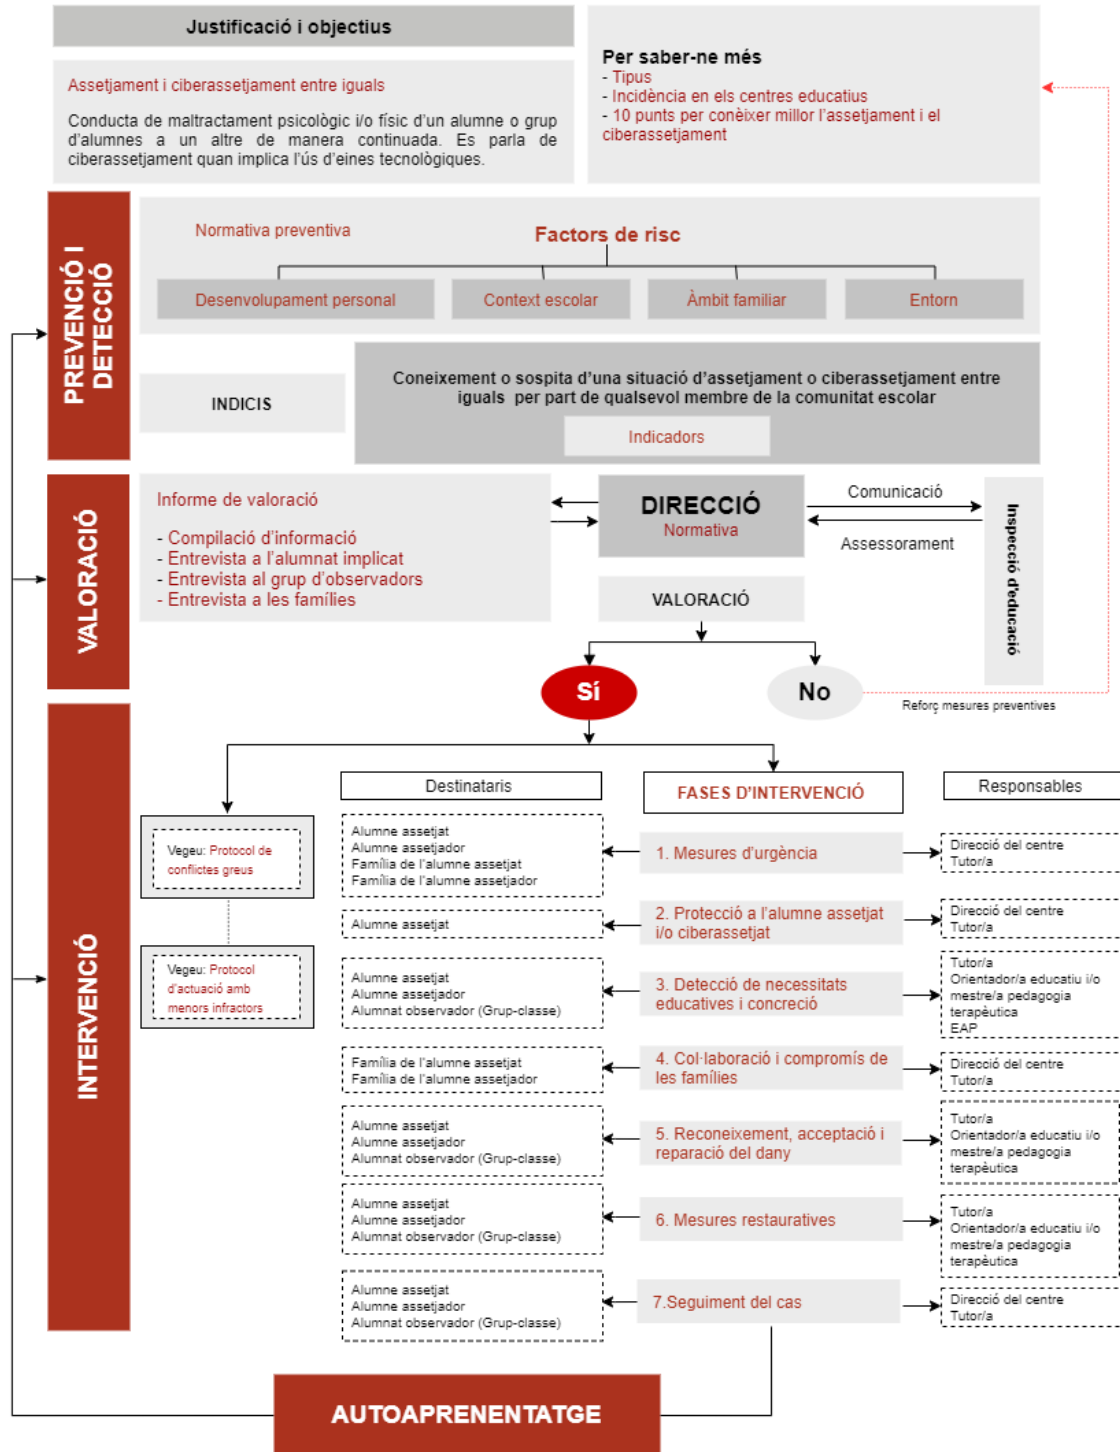 Justificació i objectius
Assetjament i ciberassetjament entre iguals
Conducta de maltractament psicològic i/o físic d'un alumne o grup
d'alumnes a un altre de manera continuada. Es parla de
ciberassetjament quan implica l'ús d'eines tecnològiques.
Per saber-ne més
- Tipus
- Incidència en els centres educatius
- 10 punts per conèixer millor l'assetjament i el
ciberassetjament
PREVENCIÓ I
DETECCIÓ
Normativa preventiva
Factors de risc
Desenvolupament personal
Context escolar
Àmbit familiar
Entorn
INDICIS
Coneixement o sospita d'una situació d'assetjament o ciberassetjament entre
iguals per part de qualsevol membre de la comunitat escolar
Indicadors
VALORACIÓ
Informe de valoració
- Compilació d'informació
- Entrevista a l'alumnat implicat
- Entrevista al grup d'observadors
- Entrevista a les famílies
DIRECCIÓ
Normativa
Comunicació
Assessorament
Inspecció d'educació
VALORACIÓ
Sí
No
Reforç mesures preventives
INTERVENCIÓ
Vegeu: Protocol de
conflictes greus
Vegeu: Protocol
d'actuació amb
menors infractors
Destinataris
FASES D'INTERVENCIÓ
Responsables
Alumne assetjat
Alumne assetjador
Família de l'alumne assetjat
Família de l'alumne assetjador
1. Mesures d'urgència
Direcció del centre
Tutor/a
Alumne assetjat
2. Protecció a l'alumne assetjat
i/o ciberassetjat
Direcció del centre
Tutor/a
Alumne assetjat
Alumne assetjador
Alumnat observador (Grup-classe)
3. Detecció de necessitats
educatives i concreció
Tutor/a
Orientador/a educatiu i/o
mestre/a pedagogia
terapèutica
EAP
Família de l'alumne assetjat
Família de l'alumne assetjador
4. Col·laboració i compromís de
les famílies
Direcció del centre
Tutor/a
Alumne assetjat
Alumne assetjador
Alumnat observador (Grup-classe)
5. Reconeixement, acceptació i
reparació del dany
Tutor/a
Orientador/a educatiu i/o
mestre/a pedagogia
terapèutica
Alumne assetjat
Alumne assetjador
Alumnat observador (Grup-classe)
6. Mesures restauratives
Tutor/a
Orientador/a educatiu i/o
mestre/a pedagogia
terapèutica
Alumne assetjat
Alumne assetjador
Alumnat observador (Grup-classe)
7.Seguiment del cas
Direcció del centre
Tutor/a
AUTOAPRENENTATGE